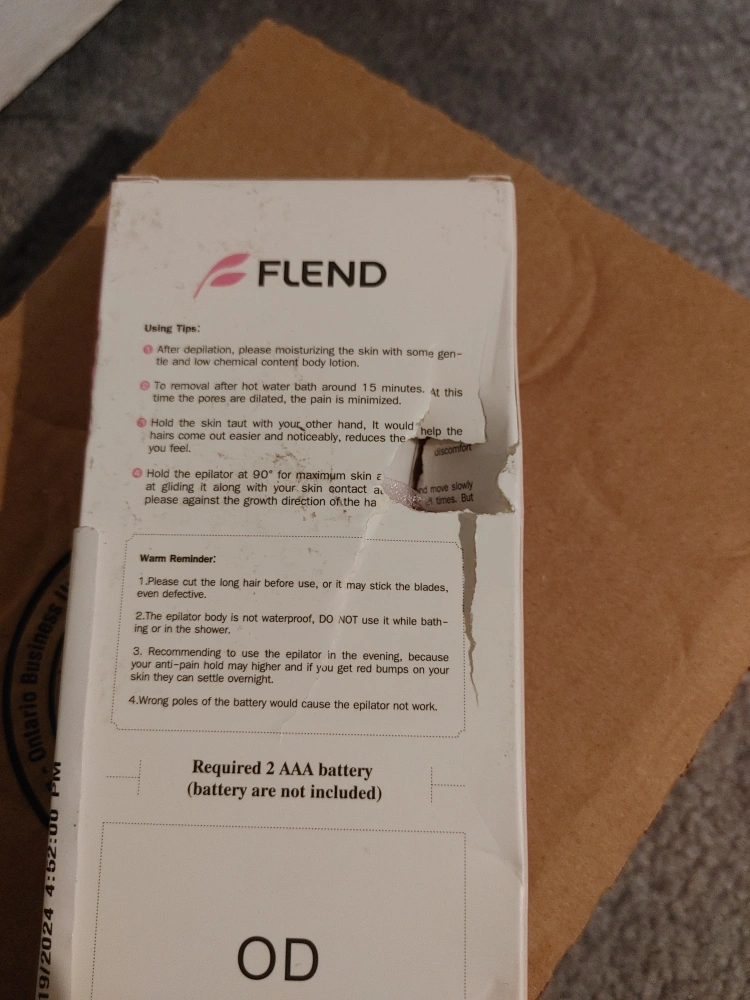 FLEND
Using Tips:
1 After depilation, please moisturizing the skin with some gen-
tle and low chemical content body lotion.
2 To removal after hot water bath around 15 minutes. At this
time the pores are dilated, the pain is minimized.
3 Hold the skin taut with your other hand, It would help the
hairs come out easier and noticeably, reduces the discomfort
you feel.
4 Hold the epilator at 90° for maximum skin and move slowly
at gliding it along with your skin contact times. But
please against the growth direction of the
Warm Reminder:
1.Please cut the long hair before use, or it may stick the blades,
even defective.
2.The epilator body is not waterproof, DO NOT use it while bath-
ing or in the shower.
3. Recommending to use the epilator in the evening, because
your anti-pain hold may higher and if you get red bumps on your
skin they can settle overnight.
4.Wrong poles of the battery would cause the epilator not work.
Required 2 AAA battery
(battery are not included)
OD
Ontario Business
19/2024 4:52:00 PM